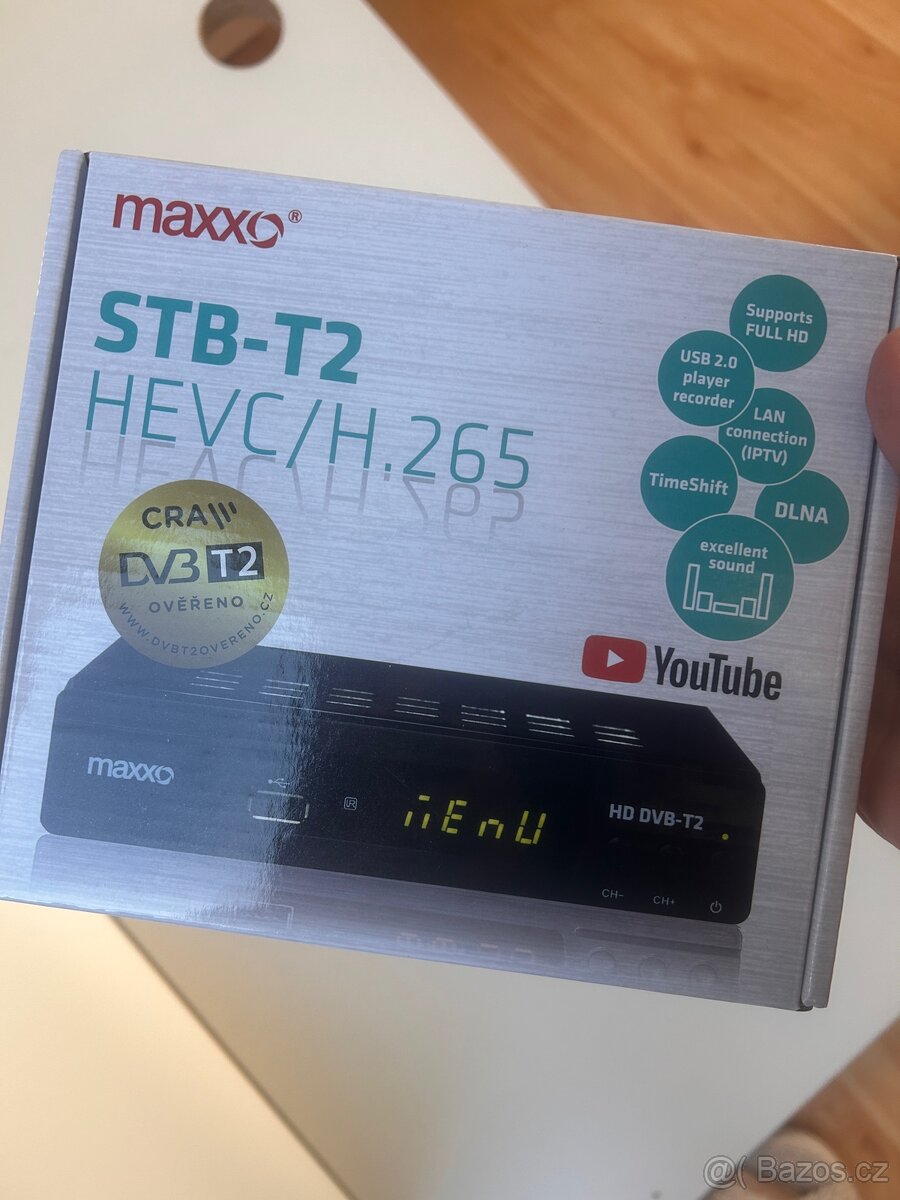 maxxo®
STB-T2
HEVC/H.265
CRA
DVB T2
OVĚŘENO
WWW.DVBT2OVERENO.CZ
Supports
FULL HD
USB 2.0
player
recorder
LAN
connection
(IPTV)
TimeShift
DLNA
excellent
sound
YouTube
maxxo
IR
MENU
HD DVB-T2
CH-
CH+
@( Bazos.cz